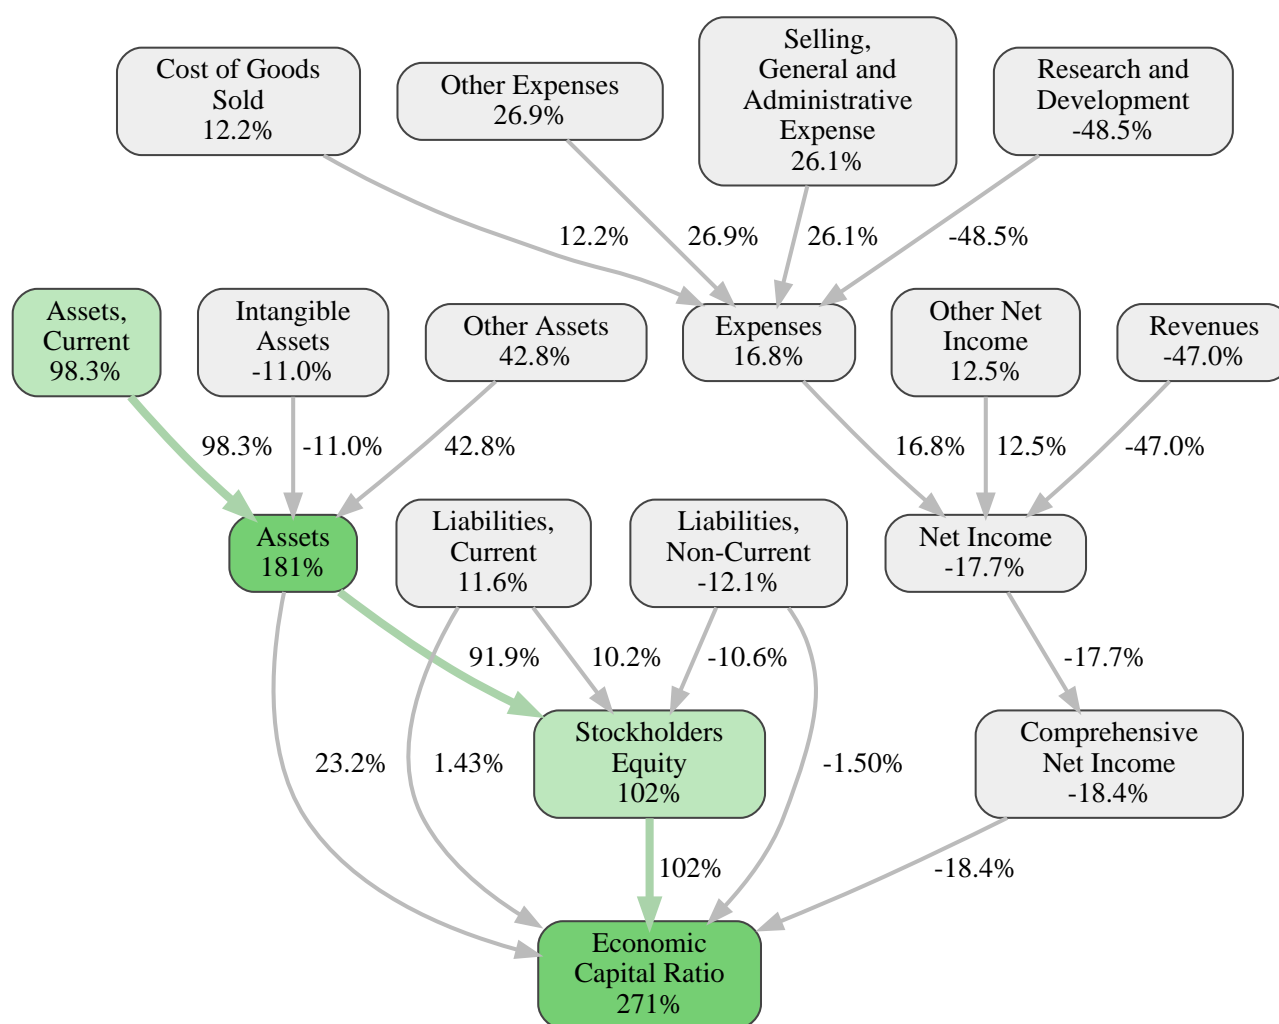 Cost of Goods
Sold
12.2%
Other Expenses
26.9%
Selling,
General and
Administrative
Expense
26.1%
Research and
Development
-48.5%
12.2%
26.9%
26.1%
-48.5%
Assets,
Current
98.3%
Intangible
Assets
-11.0%
Other Assets
42.8%
Expenses
16.8%
Other Net
Income
12.5%
Revenues
-47.0%
98.3%
-11.0%
42.8%
16.8%
12.5%
-47.0%
Assets
181%
Liabilities,
Current
11.6%
Liabilities,
Non-Current
-12.1%
Net Income
-17.7%
91.9%
10.2%
-10.6%
-17.7%
Stockholders
Equity
102%
Comprehensive
Net Income
-18.4%
23.2%
1.43%
-1.50%
102%
-18.4%
Economic
Capital Ratio
271%